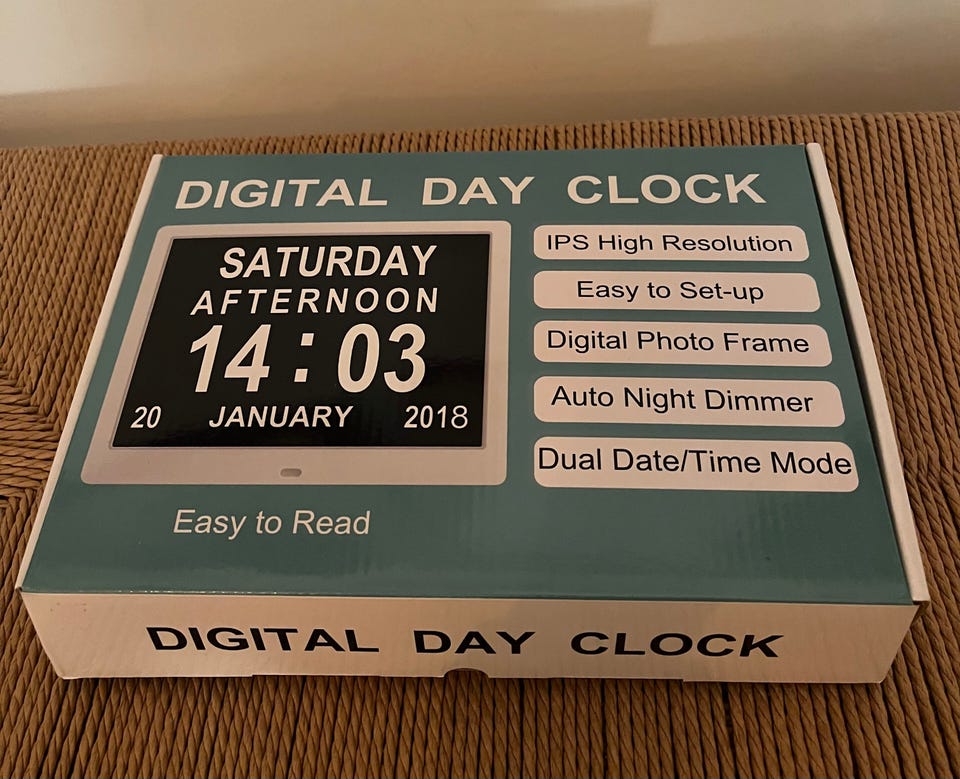 DIGITAL DAY CLOCK
SATURDAY
AFTERNOON
14:03
20 JANUARY 2018
Easy to Read
IPS High Resolution
Easy to Set-up
Digital Photo Frame
Auto Night Dimmer
Dual Date/Time Mode
DIGITAL DAY CLOCK